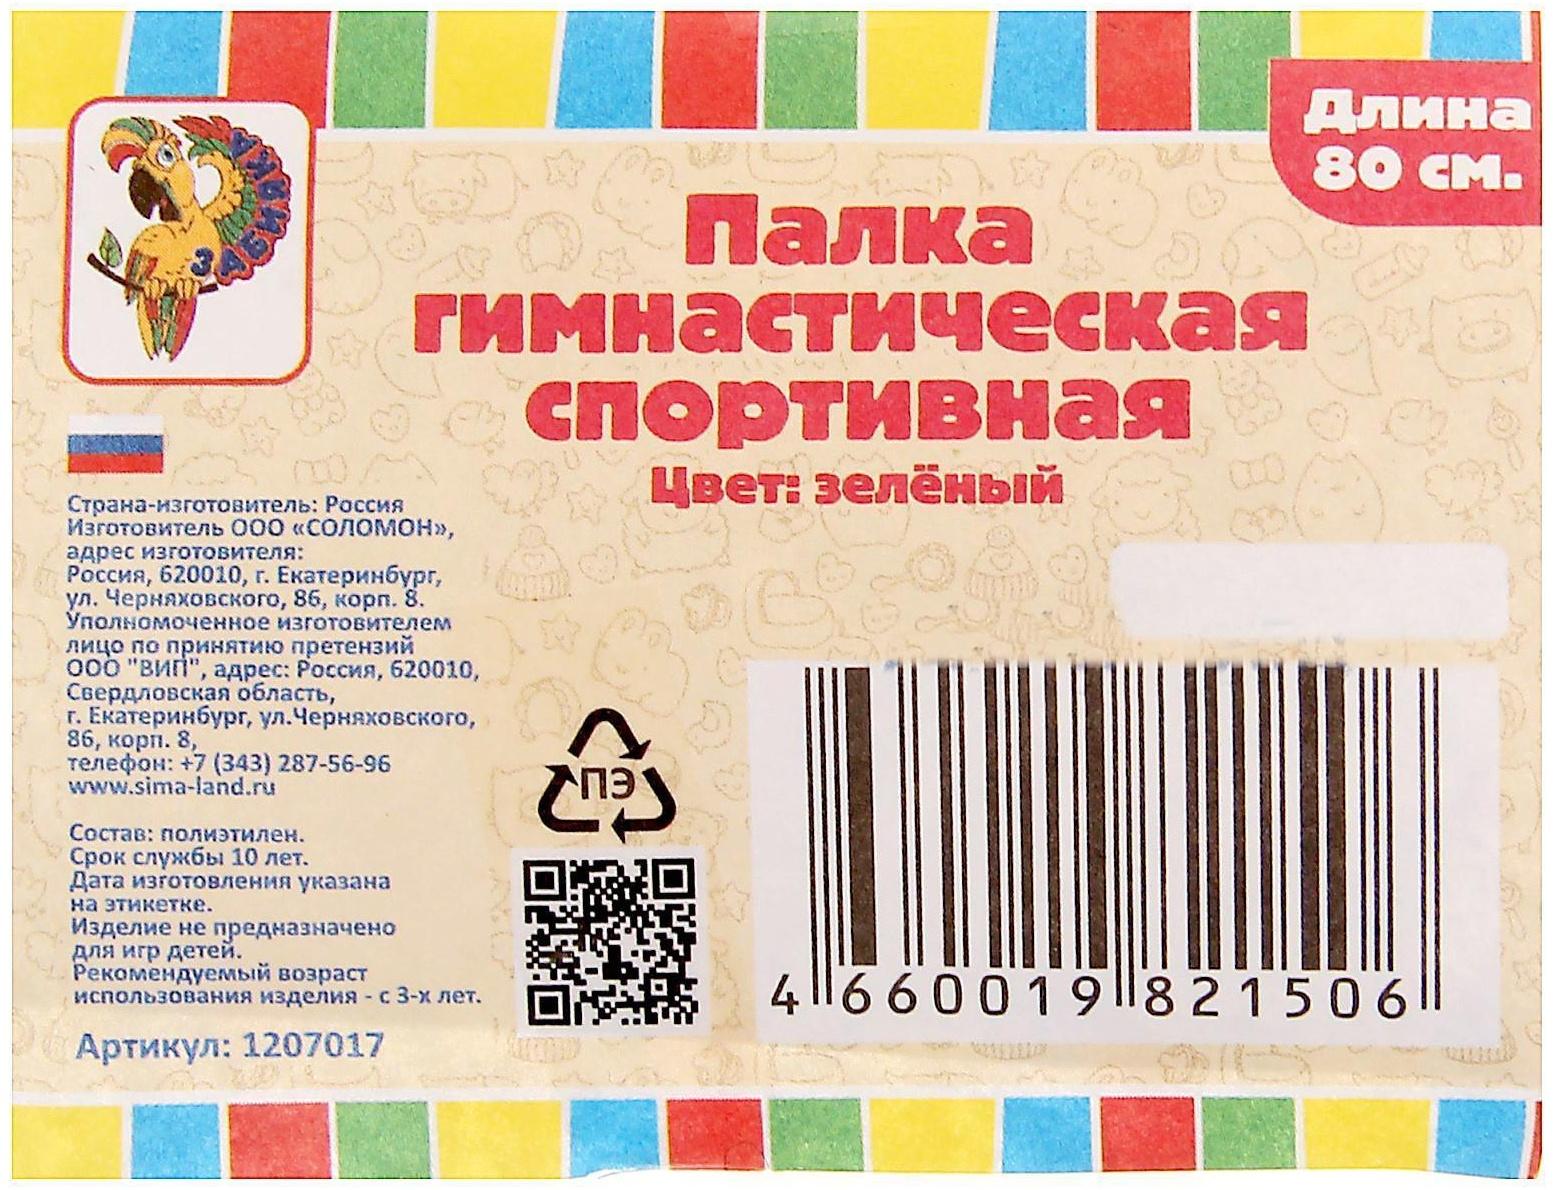 Длина
80 см.
ЗАБИЯКА
Палка
гимнастическая
спортивная
Цвет: зелёный
Страна-изготовитель: Россия
Изготовитель ООО «СОЛОМОН»,
адрес изготовителя:
Россия, 620010, г. Екатеринбург,
ул. Черняховского, 86, корп. 8.
Уполномоченное изготовителем
лицо по принятию претензий
ООО "ВИП", адрес: Россия, 620010,
Свердловская область,
г. Екатеринбург, ул.Черняховского,
86, корп. 8,
телефон: +7 (343) 287-56-96
www.sima-land.ru
Состав: полиэтилен.
Срок службы 10 лет.
Дата изготовления указана
на этикетке.
Изделие не предназначено
для игр детей.
Рекомендуемый возраст
использования изделия - с 3-х лет.
Артикул: 1207017
ПЭ
4 660019 821506